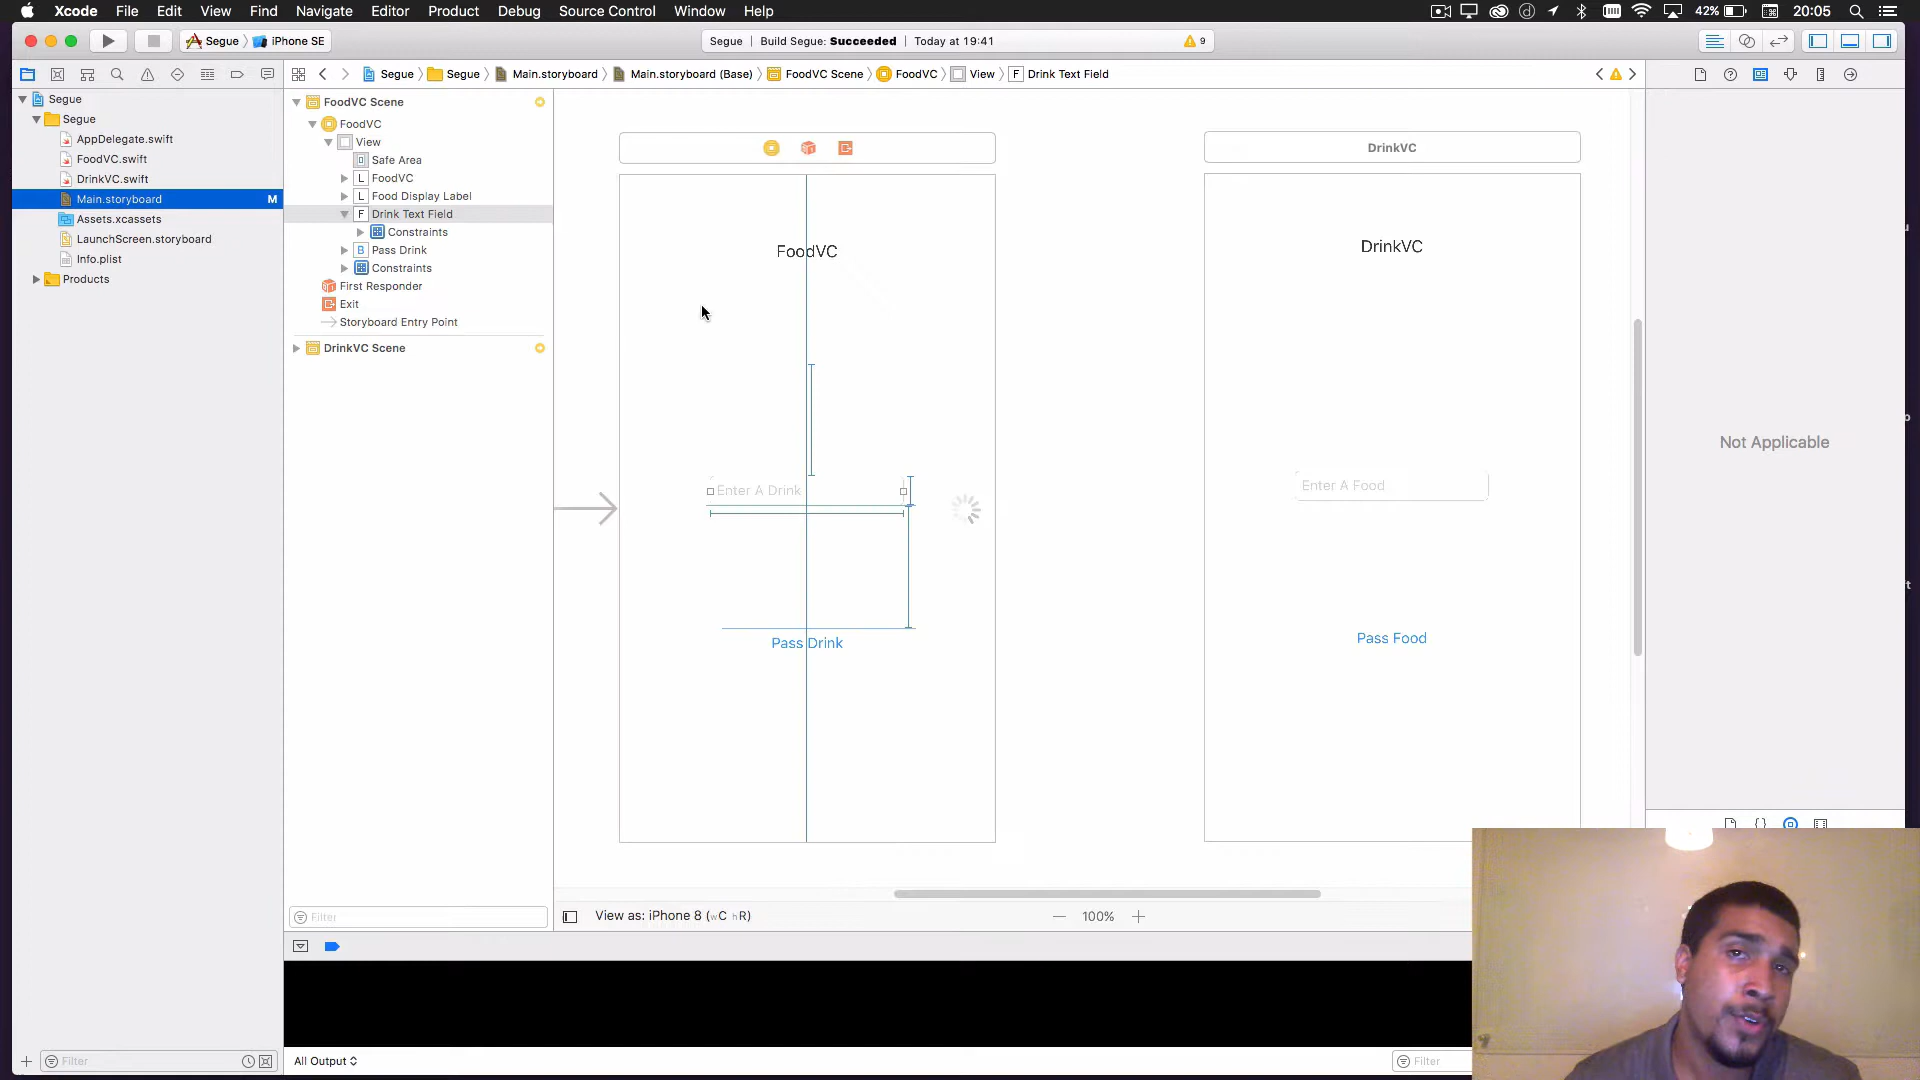 Xcode File Edit View Find Navigate Editor Product Debug Source Control Window Help 42% 20:05
Segue iPhone SE Segue Build Segue: Succeeded Today at 19:41 9
Segue Segue Main.storyboard Main.storyboard (Base) FoodVC Scene FoodVC View F Drink Text Field
Segue
Segue
AppDelegate.swift
FoodVC.swift
DrinkVC.swift
Main.storyboard M
Assets.xcassets
LaunchScreen.storyboard
Info.plist
Products
Filter
FoodVC Scene
FoodVC
View
Safe Area
L FoodVC
L Food Display Label
F Drink Text Field
Constraints
B Pass Drink
Constraints
First Responder
Exit
Storyboard Entry Point
DrinkVC Scene
Filter
FoodVC
Enter A Drink
Pass Drink
DrinkVC
DrinkVC
Enter A Food
Pass Food
View as: iPhone 8 (wC hR) 100%
Not Applicable
All Output
Filter